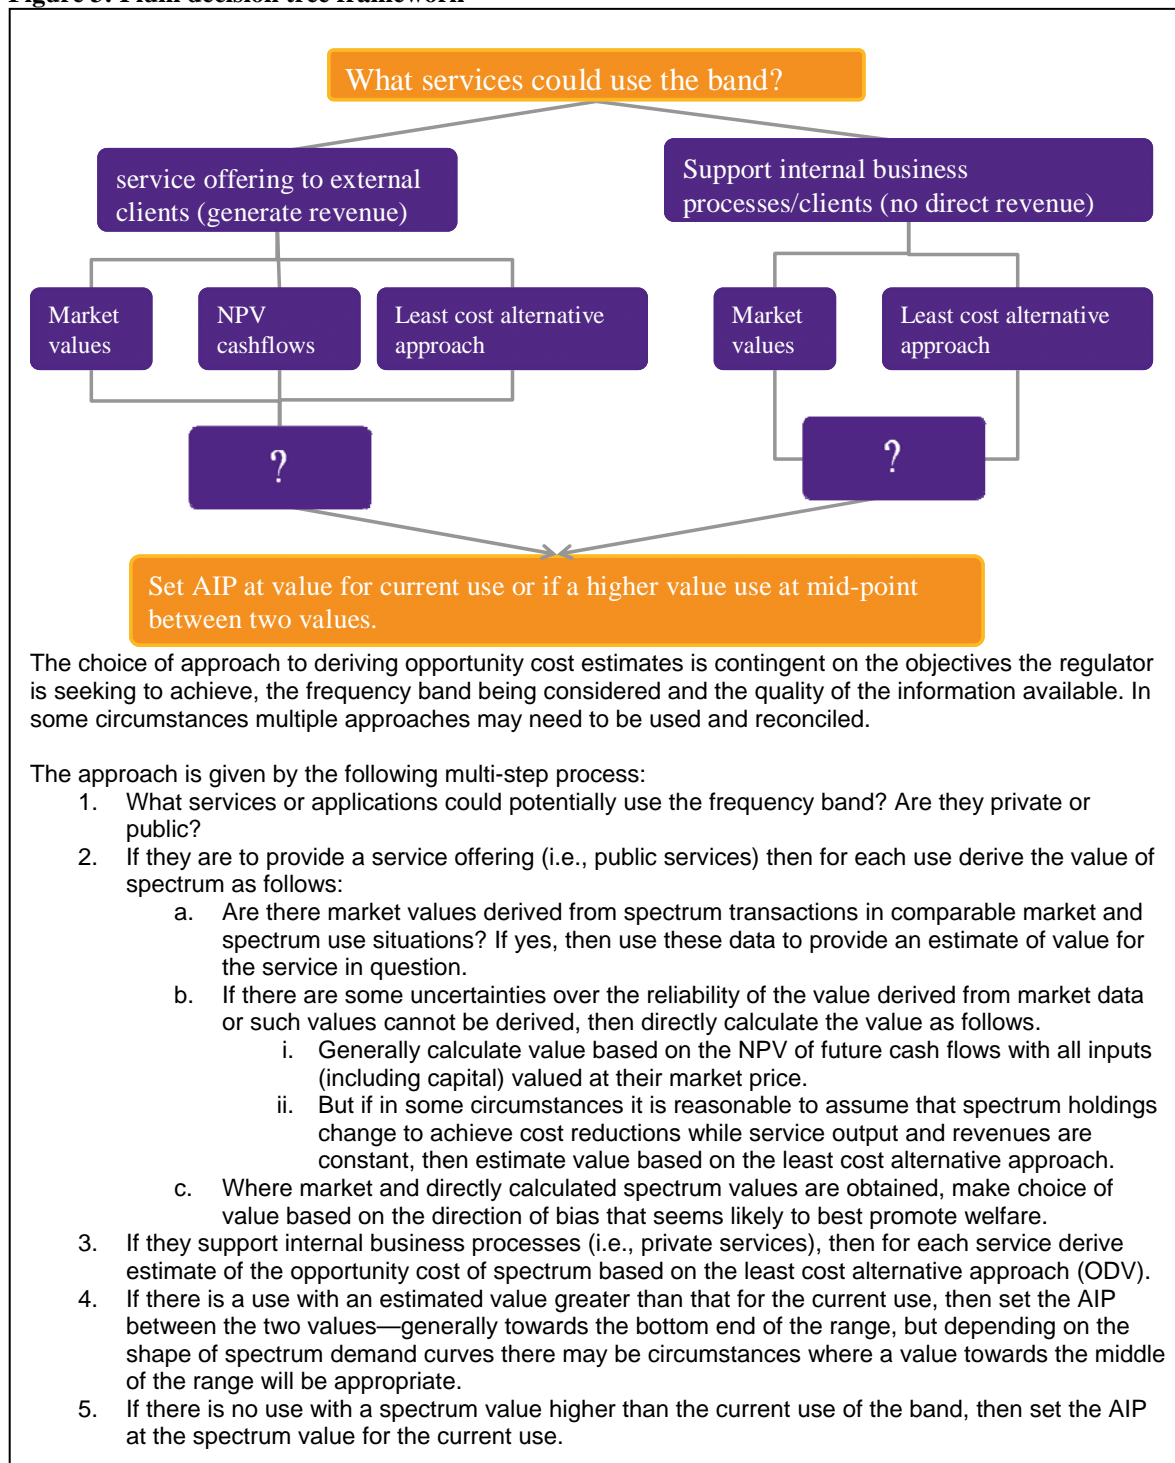 What services could use the band?
service offering to external
clients (generate revenue)
Support internal business
processes/clients (no direct revenue)
Market
values
NPV
cashflows
Least cost alternative
approach
Market
values
Least cost alternative
approach
?
?
Set AIP at value for current use or if a higher value use at mid-point
between two values.
The choice of approach to deriving opportunity cost estimates is contingent on the objectives the regulator
is seeking to achieve, the frequency band being considered and the quality of the information available. In
some circumstances multiple approaches may need to be used and reconciled.
The approach is given by the following multi-step process:
1. What services or applications could potentially use the frequency band? Are they private or
public?
2. If they are to provide a service offering (i.e., public services) then for each use derive the value of
spectrum as follows:
a. Are there market values derived from spectrum transactions in comparable market and
spectrum use situations? If yes, then use these data to provide an estimate of value for
the service in question.
b. If there are some uncertainties over the reliability of the value derived from market data
or such values cannot be derived, then directly calculate the value as follows.
i. Generally calculate value based on the NPV of future cash flows with all inputs
(including capital) valued at their market price.
ii. But if in some circumstances it is reasonable to assume that spectrum holdings
change to achieve cost reductions while service output and revenues are
constant, then estimate value based on the least cost alternative approach.
c. Where market and directly calculated spectrum values are obtained, make choice of
value based on the direction of bias that seems likely to best promote welfare.
3. If they support internal business processes (i.e., private services), then for each service derive
estimate of the opportunity cost of spectrum based on the least cost alternative approach (ODV).
4. If there is a use with an estimated value greater than that for the current use, then set the AIP
between the two values—generally towards the bottom end of the range, but depending on the
shape of spectrum demand curves there may be circumstances where a value towards the middle
of the range will be appropriate.
5. If there is no use with a spectrum value higher than the current use of the band, then set the AIP
at the spectrum value for the current use.